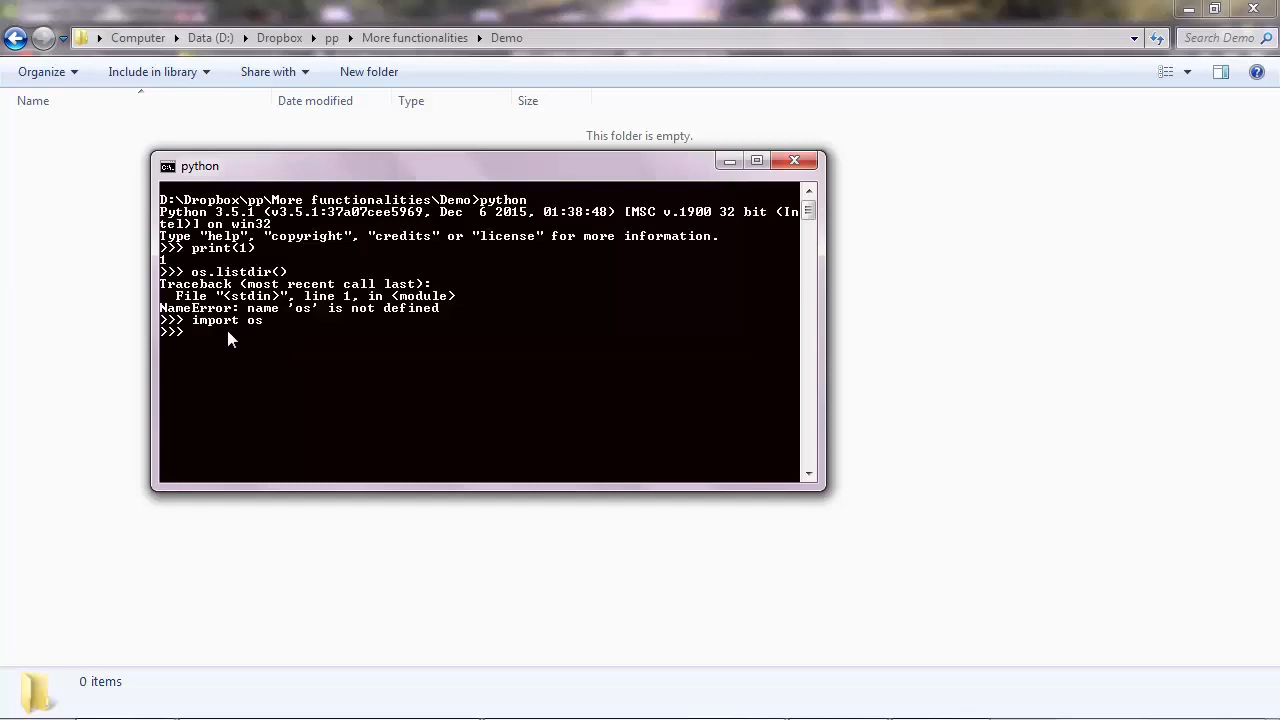 Computer Data (D:) Dropbox pp More functionalities Demo
Search Demo
Organize Include in library Share with New folder
Name Date modified Type Size
This folder is empty.
python
D:\Dropbox\pp\More functionalities\Demo>python
Python 3.5.1 (v3.5.1:37a07cee5969, Dec  6 2015, 01:38:48) [MSC v.1900 32 bit (In
tel)] on win32
Type "help", "copyright", "credits" or "license" for more information.
>>> print(1)
1
>>> os.listdir()
Traceback (most recent call last):
  File "<stdin>", line 1, in <module>
NameError: name 'os' is not defined
>>> import os
>>>
0 items